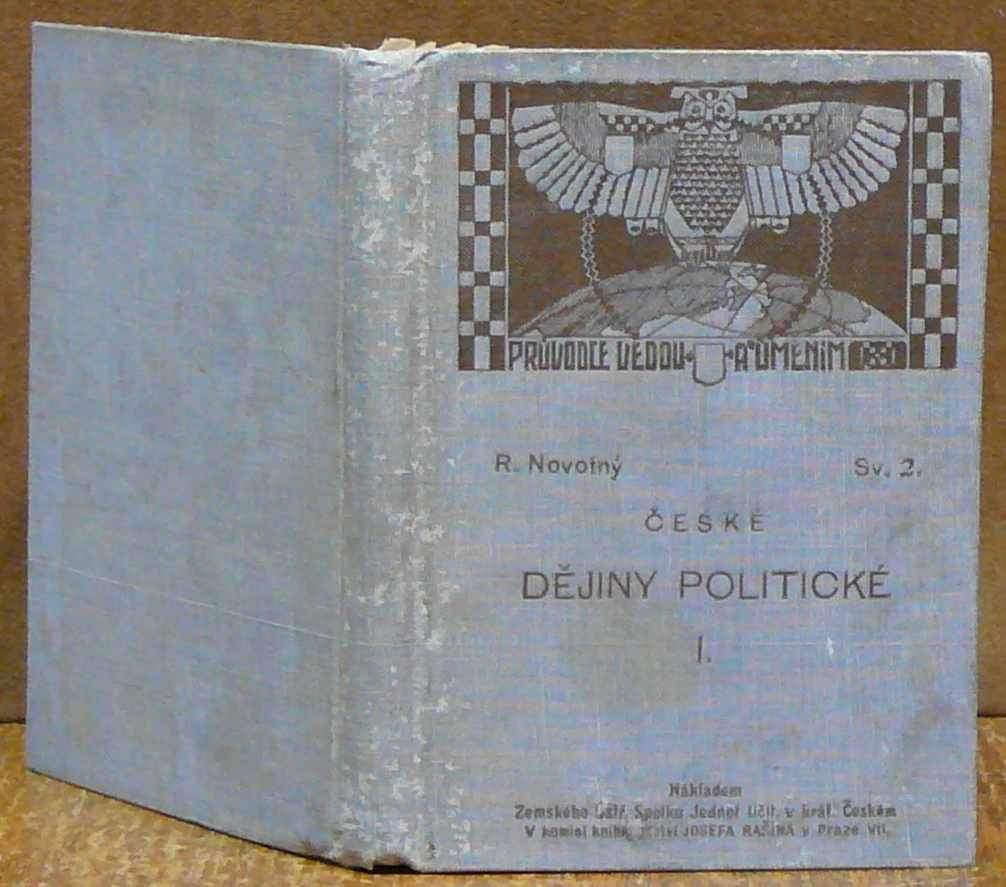 PRŮVODCE VĚDOU A UMĚNÍM
R. Novotný Sv. 2.
ČESKÉ
DĚJINY POLITICKÉ
I.
Nákladem
Zemského Ústř. Spolku Jednot Učit. v král. Českém
V komisi knihk. JOSEFA RAŠÍNA v Praze VII.